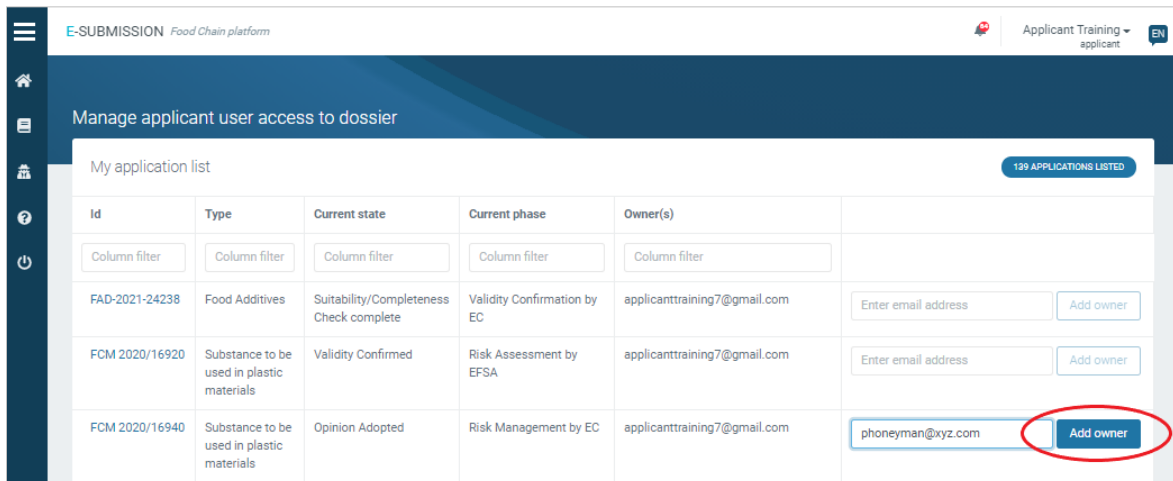 E-SUBMISSION Food Chain platform
94
Applicant Training
applicant
EN
Manage applicant user access to dossier
My application list
139 APPLICATIONS LISTED
Id Type Current state Current phase Owner(s)
Column filter Column filter Column filter Column filter Column filter
FAD-2021-24238 Food Additives Suitability/Completeness Validity Confirmation by applicanttraining7@gmail.com Enter email address Add owner
Check complete EC
FCM 2020/16920 Substance to be Validity Confirmed Risk Assessment by applicanttraining7@gmail.com Enter email address Add owner
used in plastic EFSA
materials
FCM 2020/16940 Substance to be Opinion Adopted Risk Management by EC applicanttraining7@gmail.com phoneyman@xyz.com Add owner
used in plastic
materials